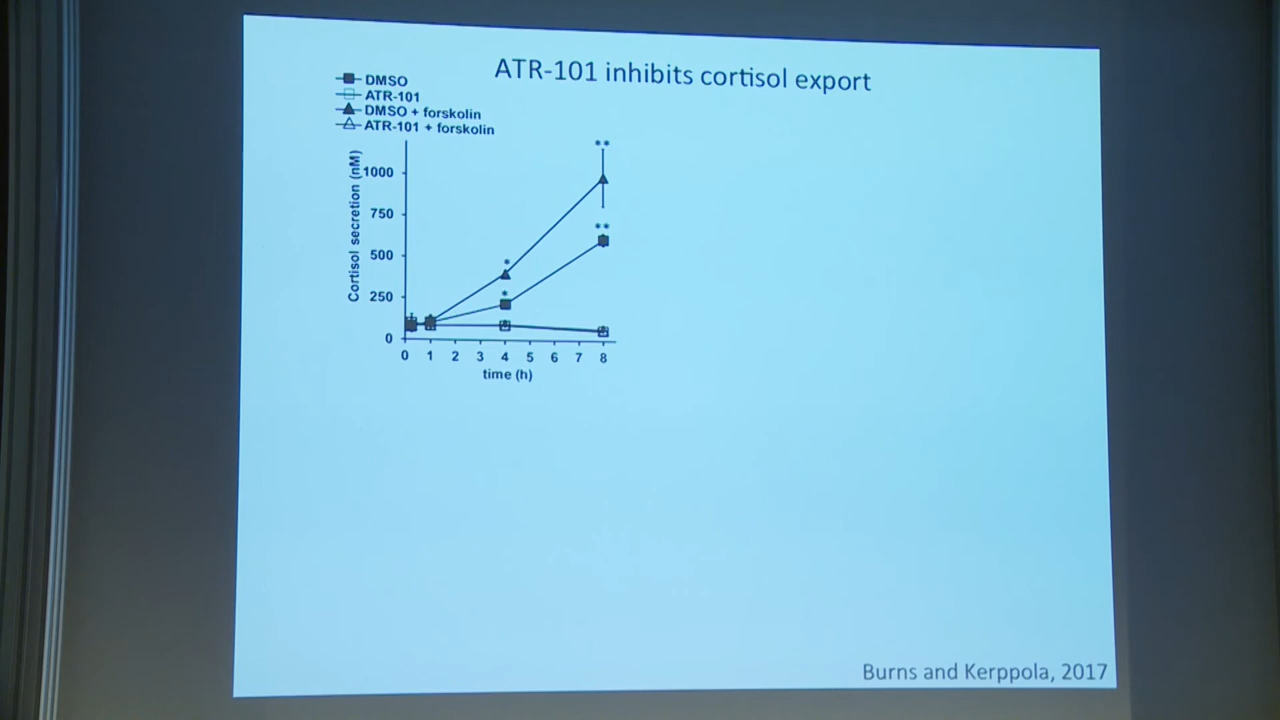 ATR-101 inhibits cortisol export
DMSO
ATR-101
DMSO + forskolin
ATR-101 + forskolin
Cortisol secretion (nM)
1000
750
500
250
0
**
**
*
*
0 1 2 3 4 5 6 7 8
time (h)
Burns and Kerppola, 2017